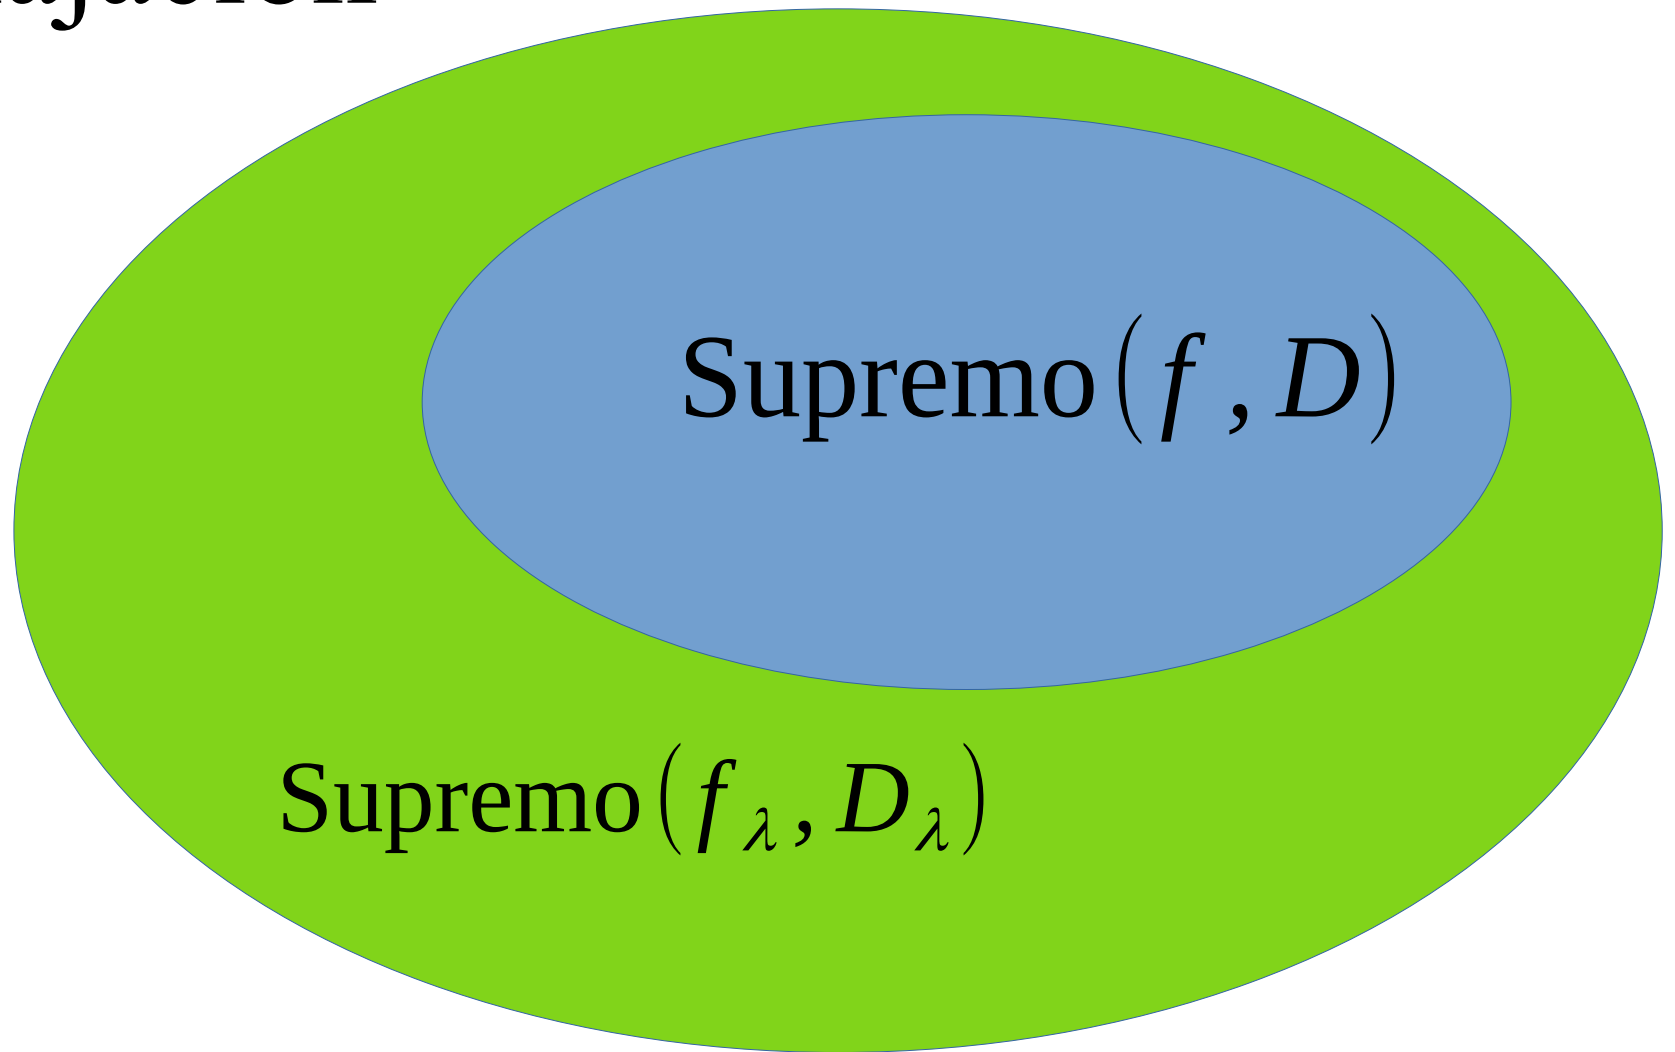 Supremo(f, D)
Supremo(f_λ, D_λ)